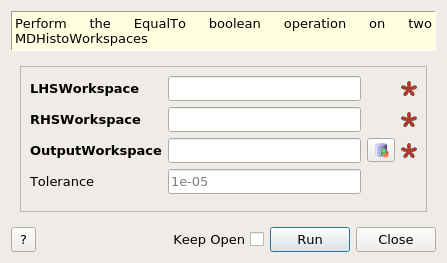 Perform the EqualTo boolean operation on two
MDHistoWorkspaces
LHSWorkspace
RHSWorkspace
OutputWorkspace
Tolerance 1e-05
? Keep Open Run Close